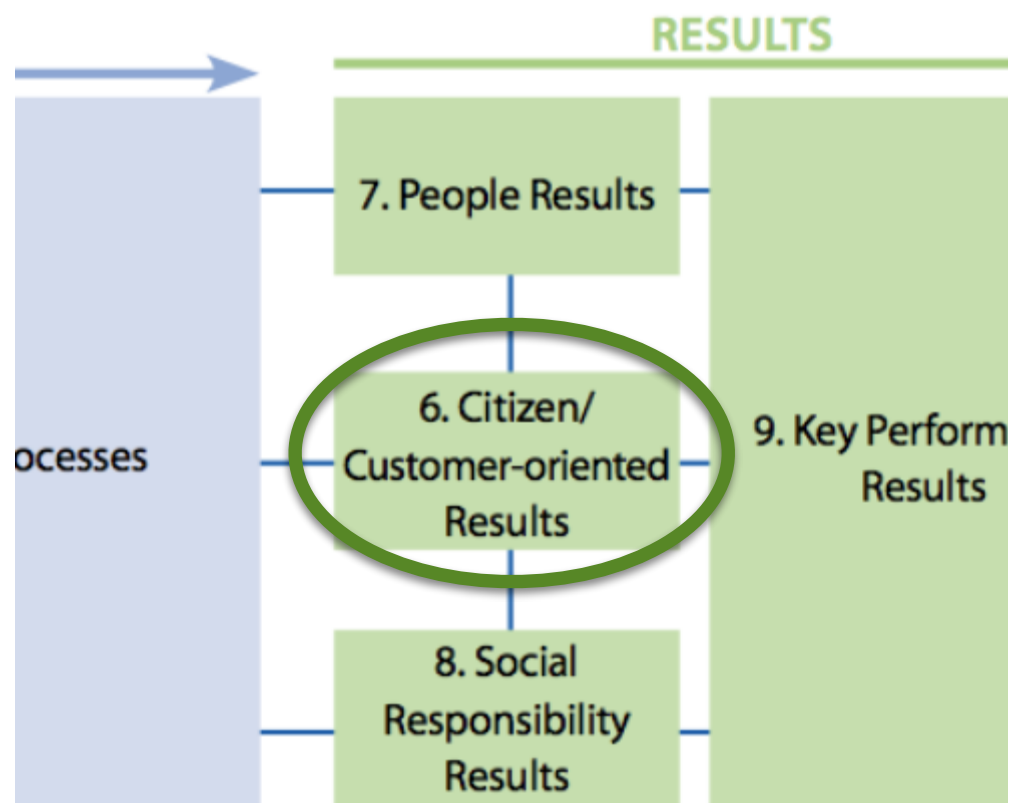 RESULTS
7. People Results
6. Citizen/
Customer-oriented
Results
ocesses
9. Key Perform
Results
8. Social
Responsibility
Results